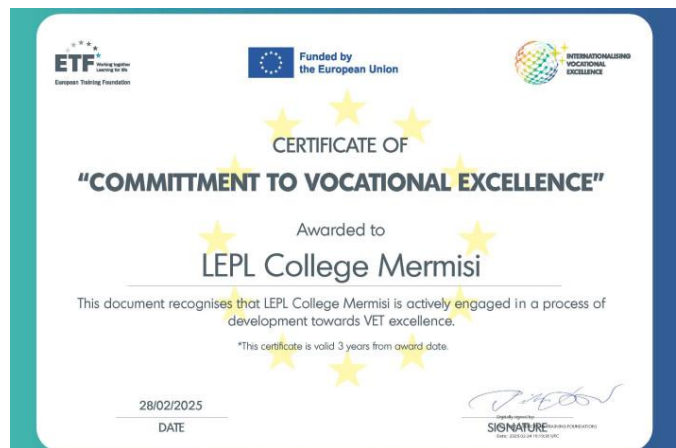 ETF Working together
Learning for life
European Training Foundation
Funded by
the European Union
INTERNATIONALISING
VOCATIONAL
EXCELLENCE
CERTIFICATE OF
"COMMITTMENT TO VOCATIONAL EXCELLENCE"
Awarded to
LEPL College Mermisi
This document recognises that LEPL College Mermisi is actively engaged in a process of
development towards VET excellence.
*This certificate is valid 3 years from award date.
28/02/2025
DATE
Digitally signed by
SIGNATURE